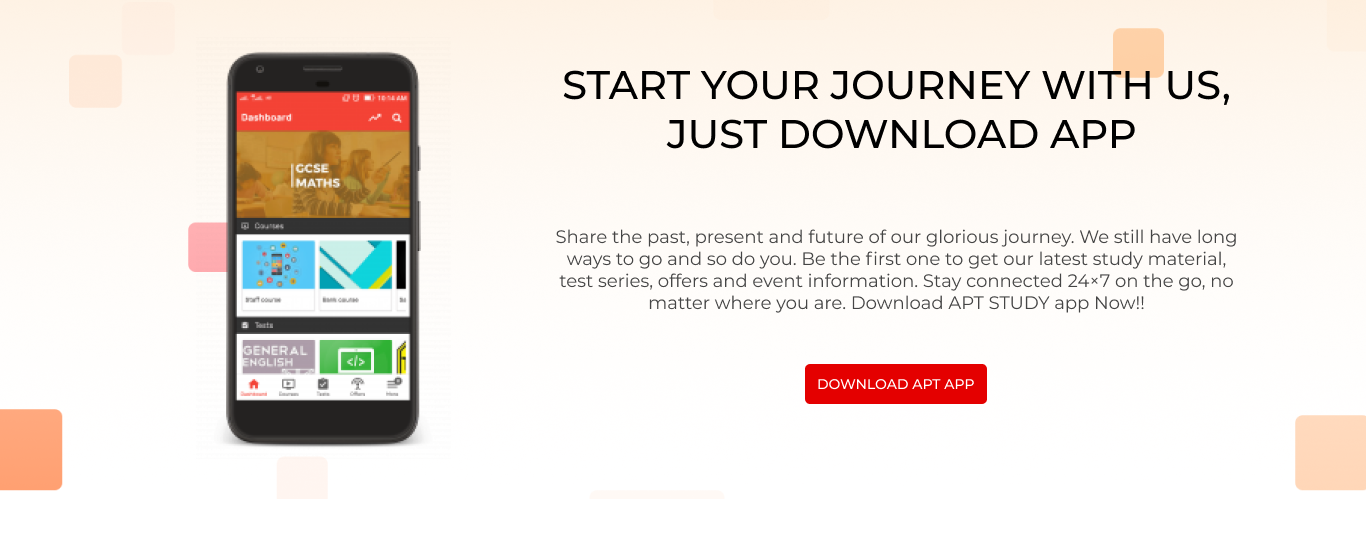 START YOUR JOURNEY WITH US,
JUST DOWNLOAD APP
Share the past, present and future of our glorious journey. We still have long
ways to go and so do you. Be the first one to get our latest study material,
test series, offers and event information. Stay connected 24×7 on the go, no
matter where you are. Download APT STUDY app Now!!
DOWNLOAD APT APP
10:14 AM
Dashboard
GCSE
MATHS
Courses
Staff course
Bank course
Tests
GENERAL
ENGLISH
</>
Dashboard
Courses
Tests
Offers
More